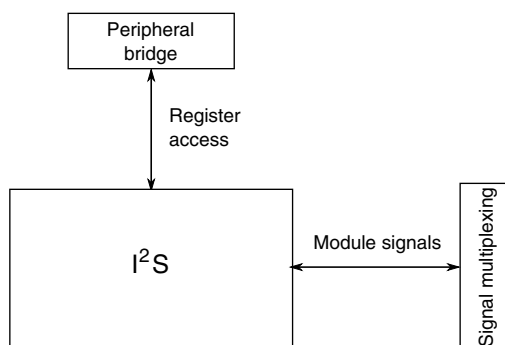 Peripheral
bridge
Register
access
I²S
Module signals
Signal multiplexing